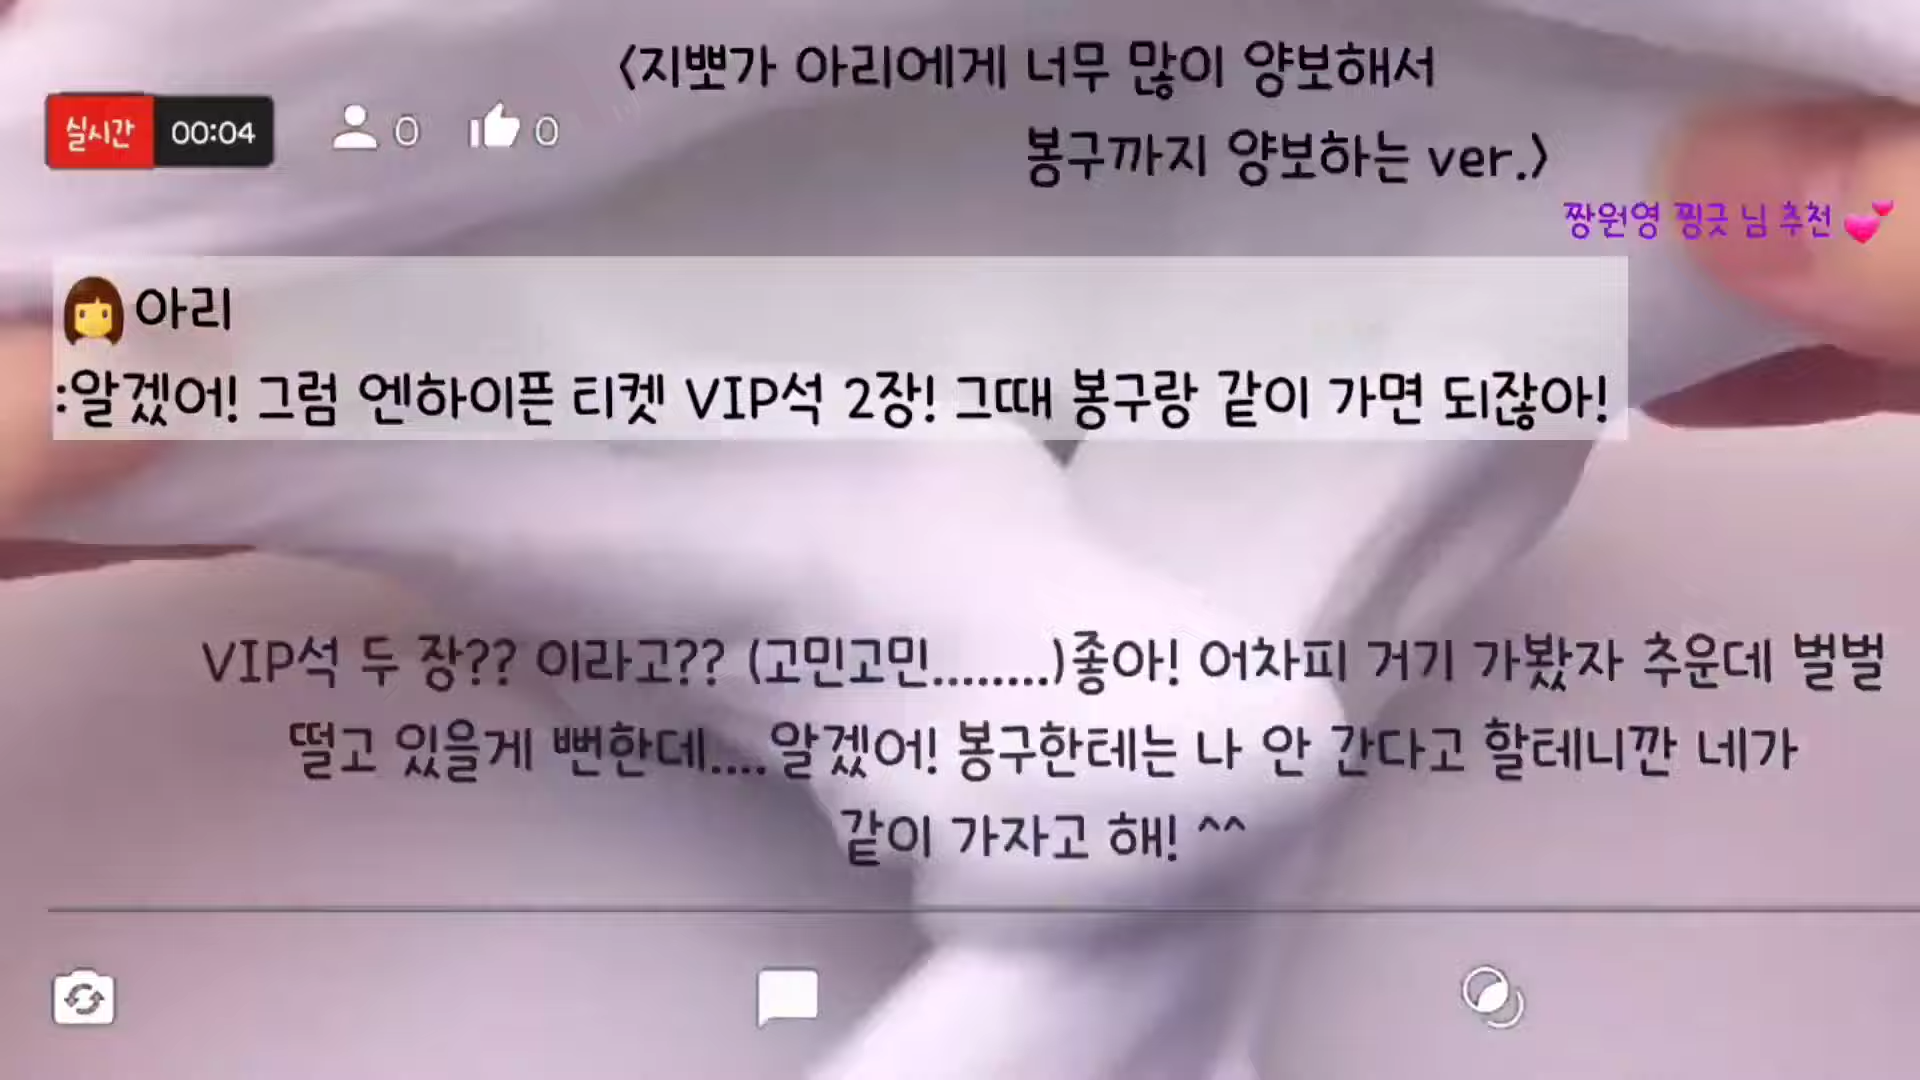 〈지뽀가 아리에게 너무 많이 양보해서
봉구까지 양보하는 ver.〉
실시간 00:04 0 0
짱원영 찡긋 님 추천 💕
👩아리
:알겠어! 그럼 엔하이픈 티켓 VIP석 2장! 그때 봉구랑 같이 가면 되잖아!
VIP석 두 장?? 이라고?? (고민고민........)좋아! 어차피 거기 가봤자 추운데 벌벌
떨고 있을게 뻔한데....알겠어! 봉구한테는 나 안 간다고 할테니깐 네가
같이 가자고 해! ^^